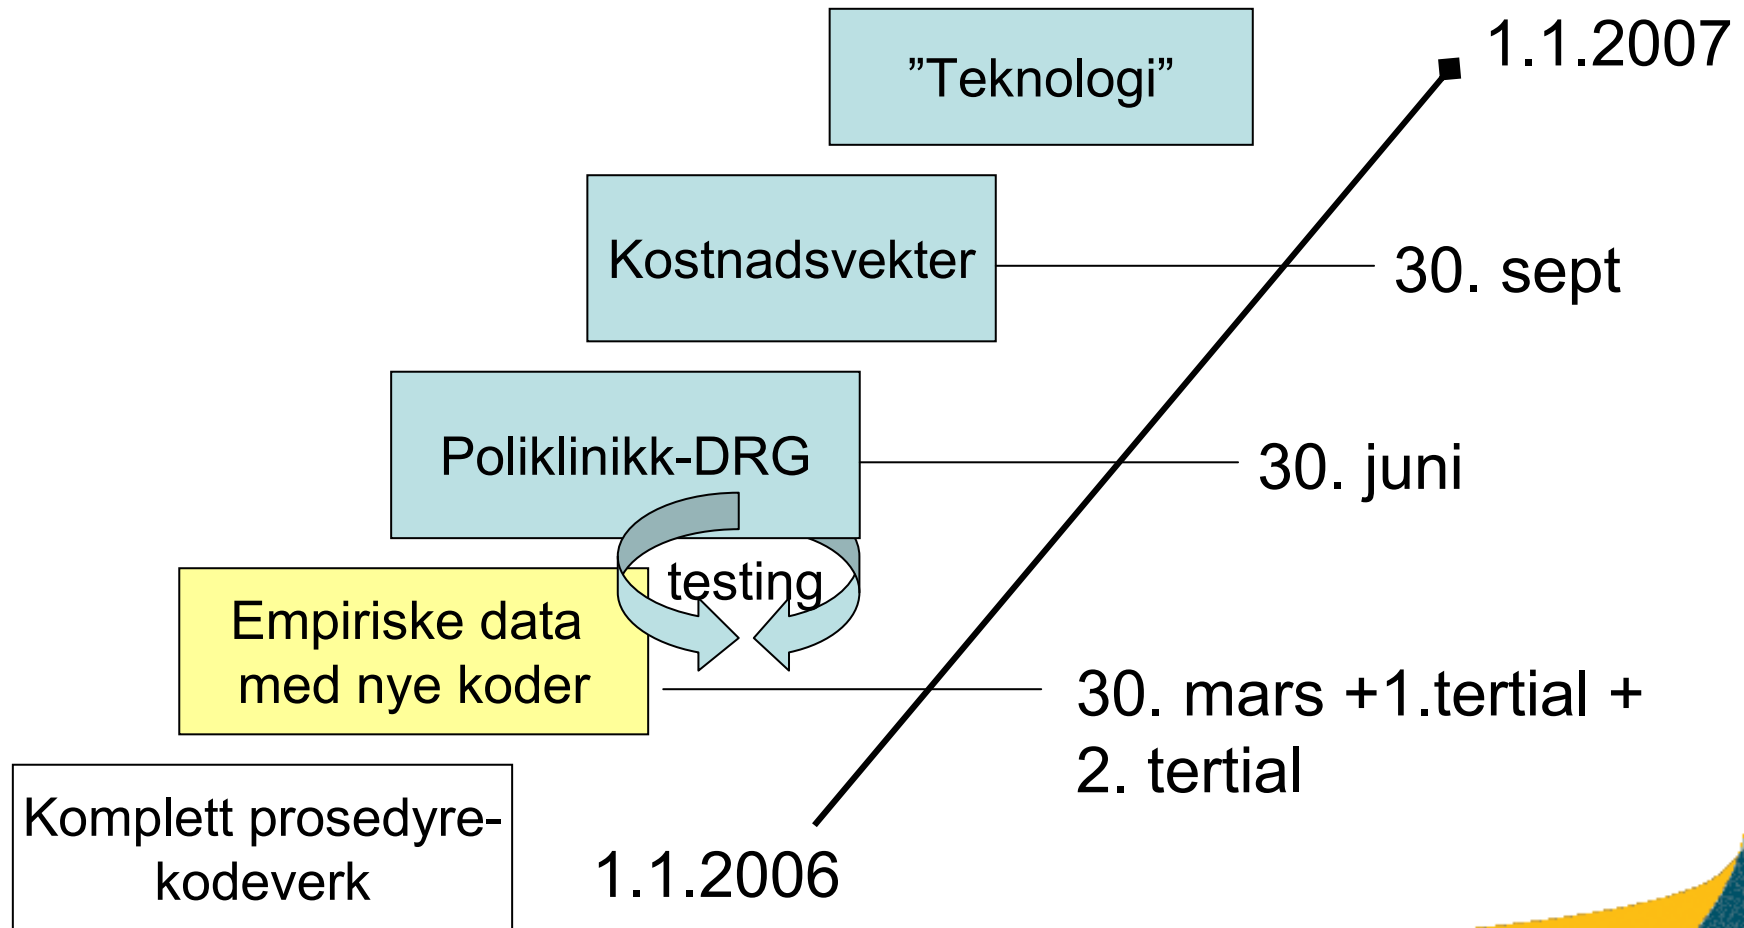 1.1.2007
”Teknologi”
Kostnadsvekter
30. sept
Poliklinikk-DRG
30. juni
testing
Empiriske data
med nye koder
30. mars +1.tertial +
2. tertial
Komplett prosedyre-
kodeverk
1.1.2006